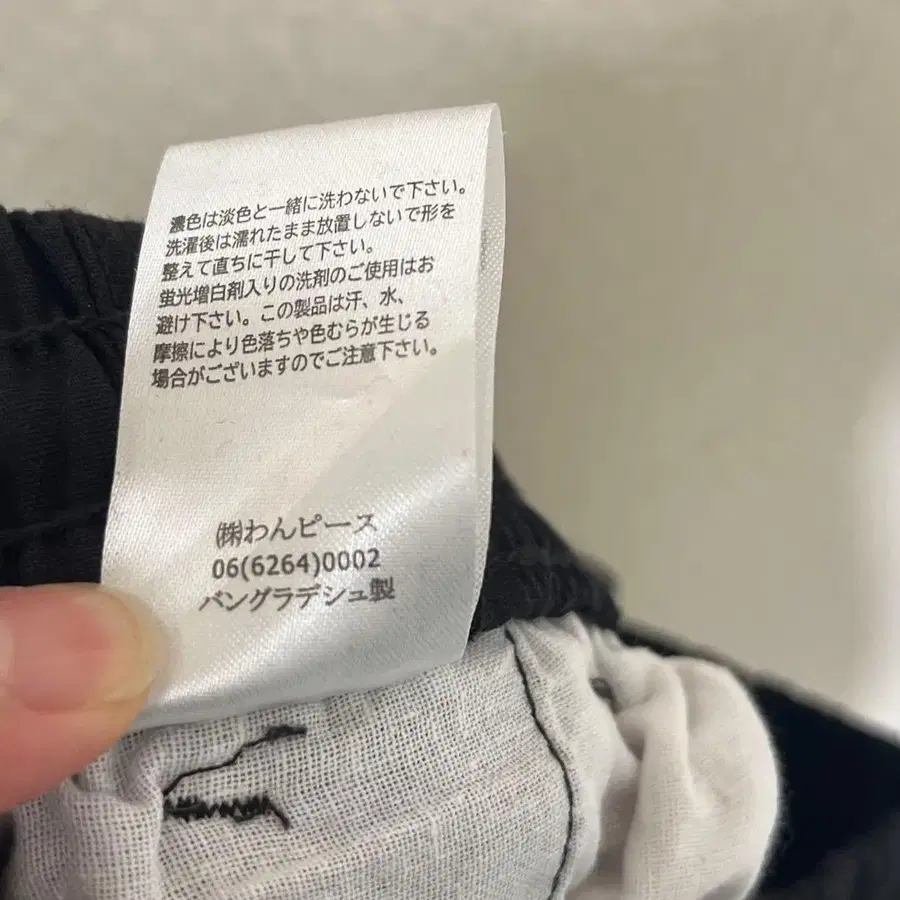 濃色は淡色と一緒に洗わないで下さい。
洗濯後は濡れたまま放置しないで形を
整えて直ちに干して下さい。
蛍光増白剤入りの洗剤のご使用はお
避け下さい。この製品は汗、水、
摩擦により色落ちや色むらが生じる
場合がございますのでご注意下さい。
㈱わんピース
06(6264)0002
バングラデシュ製